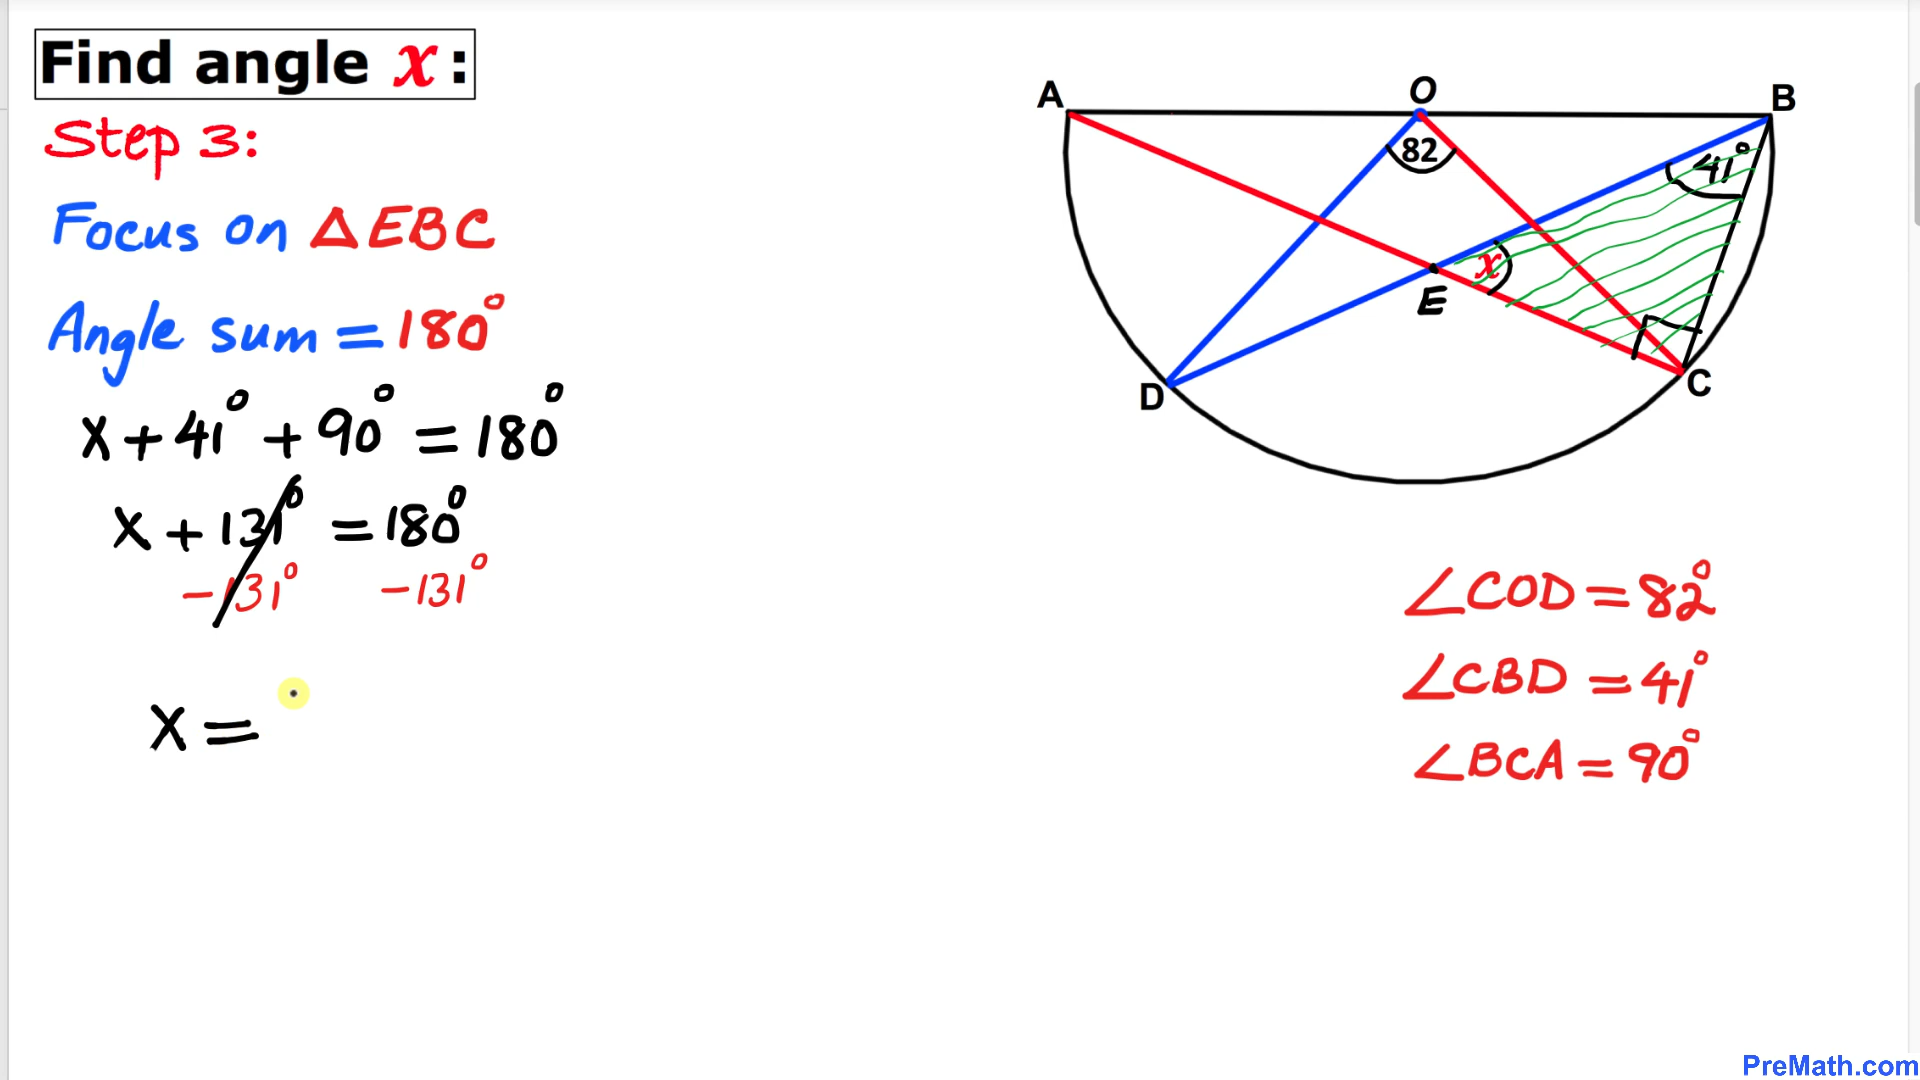 Find angle x:
Step 3:
Focus on △EBC
Angle sum = 180°
x + 41° + 90° = 180°
x + 131° = 180°
-131° -131°
x =
A O B
82
41°
x
E
D C
∠COD = 82°
∠CBD = 41°
∠BCA = 90°
PreMath.com